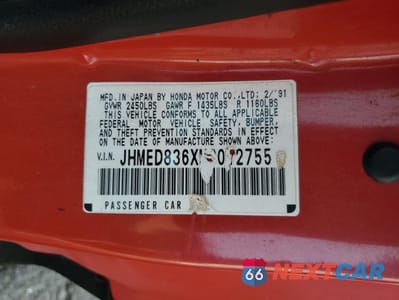 MFD. IN JAPAN BY HONDA MOTOR CO., LTD: 2/'91
GVWR 2450LBS GAWR F 1435LBS R 1160LBS
THIS VEHICLE CONFORMS TO ALL APPLICABLE
FEDERAL MOTOR VEHICLE SAFETY, BUMPER,
AND THEFT PREVENTION STANDARDS IN EFFECT
ON THE DATE OF MANUFACTURE SHOWN ABOVE.
V.I.N.
PASSENGER CAR
66 NEXTCAR